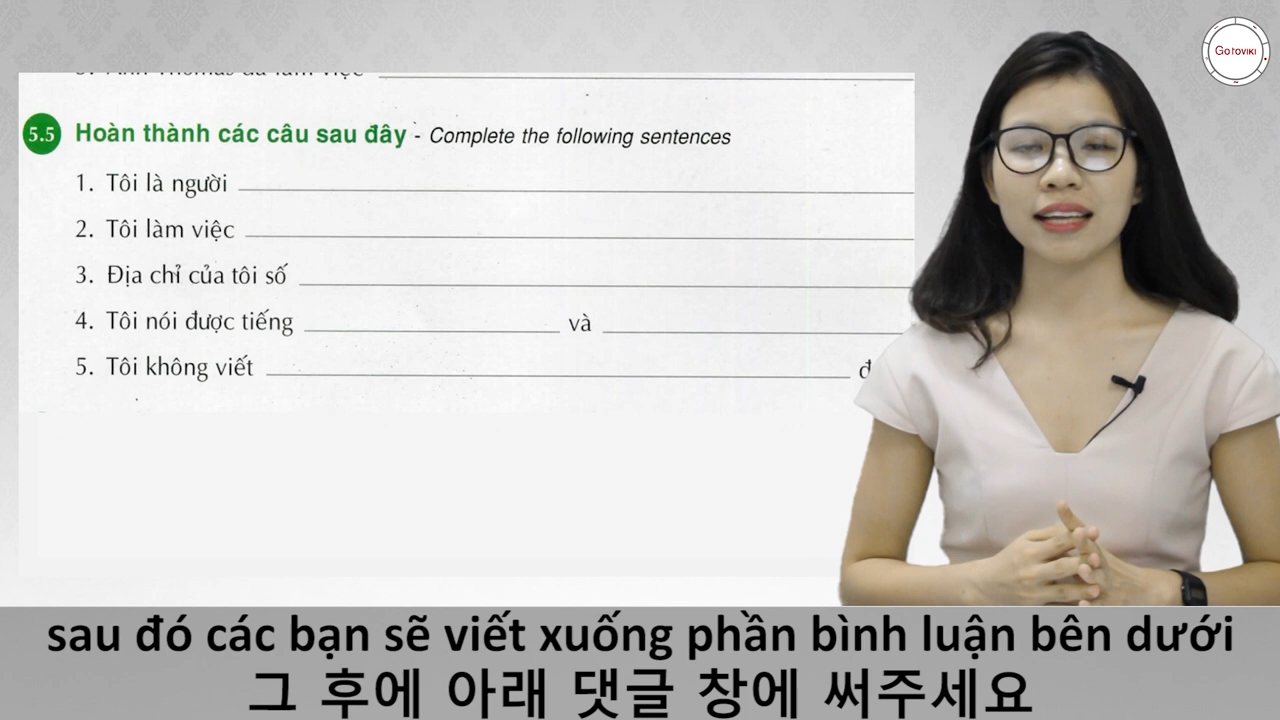 GoToVIKI
5.5 Hoàn thành các câu sau đây - Complete the following sentences
1. Tôi là người
2. Tôi làm việc
3. Địa chỉ của tôi số
4. Tôi nói được tiếng và
5. Tôi không viết
sau đó các bạn sẽ viết xuống phần bình luận bên dưới
그 후에 아래 댓글 창에 써주세요